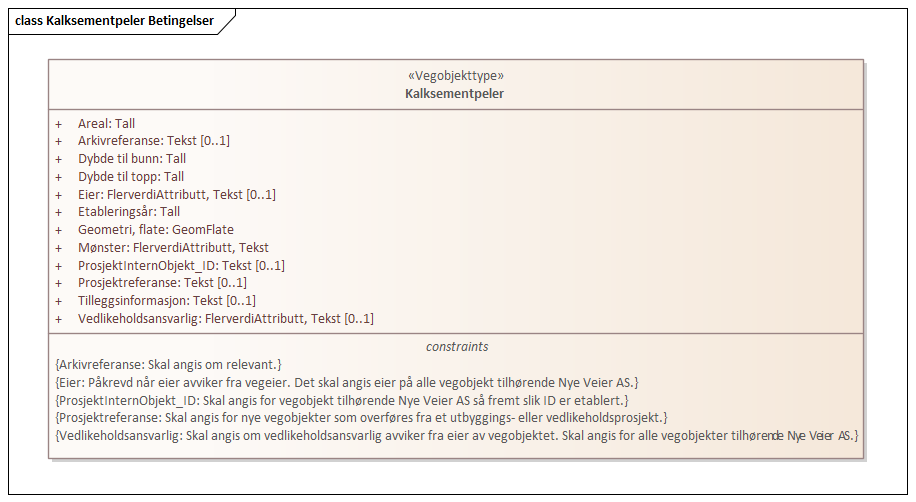 class Kalksementpeler Betingelser
«Vegobjekttype»
Kalksementpeler
+ Areal: Tall
+ Arkivreferanse: Tekst [0..1]
+ Dybde til bunn: Tall
+ Dybde til topp: Tall
+ Eier: FlerverdiAttributt, Tekst [0..1]
+ Etableringsår: Tall
+ Geometri, flate: GeomFlate
+ Mønster: FlerverdiAttributt, Tekst
+ ProsjektInternObjekt_ID: Tekst [0..1]
+ Prosjektreferanse: Tekst [0..1]
+ Tilleggsinformasjon: Tekst [0..1]
+ Vedlikeholdsansvarlig: FlerverdiAttributt, Tekst [0..1]
constraints
{Arkivreferanse: Skal angis om relevant.}
{Eier: Påkrevd når eier avviker fra vegeier. Det skal angis eier på alle vegobjekt tilhørende Nye Veier AS.}
{ProsjektInternObjekt_ID: Skal angis for vegobjekt tilhørende Nye Veier AS så fremt slik ID er etablert.}
{Prosjektreferanse: Skal angis for nye vegobjekter som overføres fra et utbyggings- eller vedlikeholdsprosjekt.}
{Vedlikeholdsansvarlig: Skal angis om vedlikeholdsansvarlig avviker fra eier av vegobjektet. Skal angis for alle vegobjekter tilhørende Nye Veier AS.}